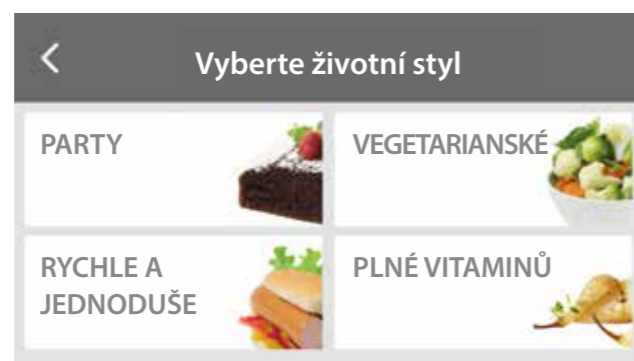 Vyberte životní styl
PARTY
VEGETARIANSKÉ
RYCHLE A
JEDNODUŠE
PLNÉ VITAMINŮ